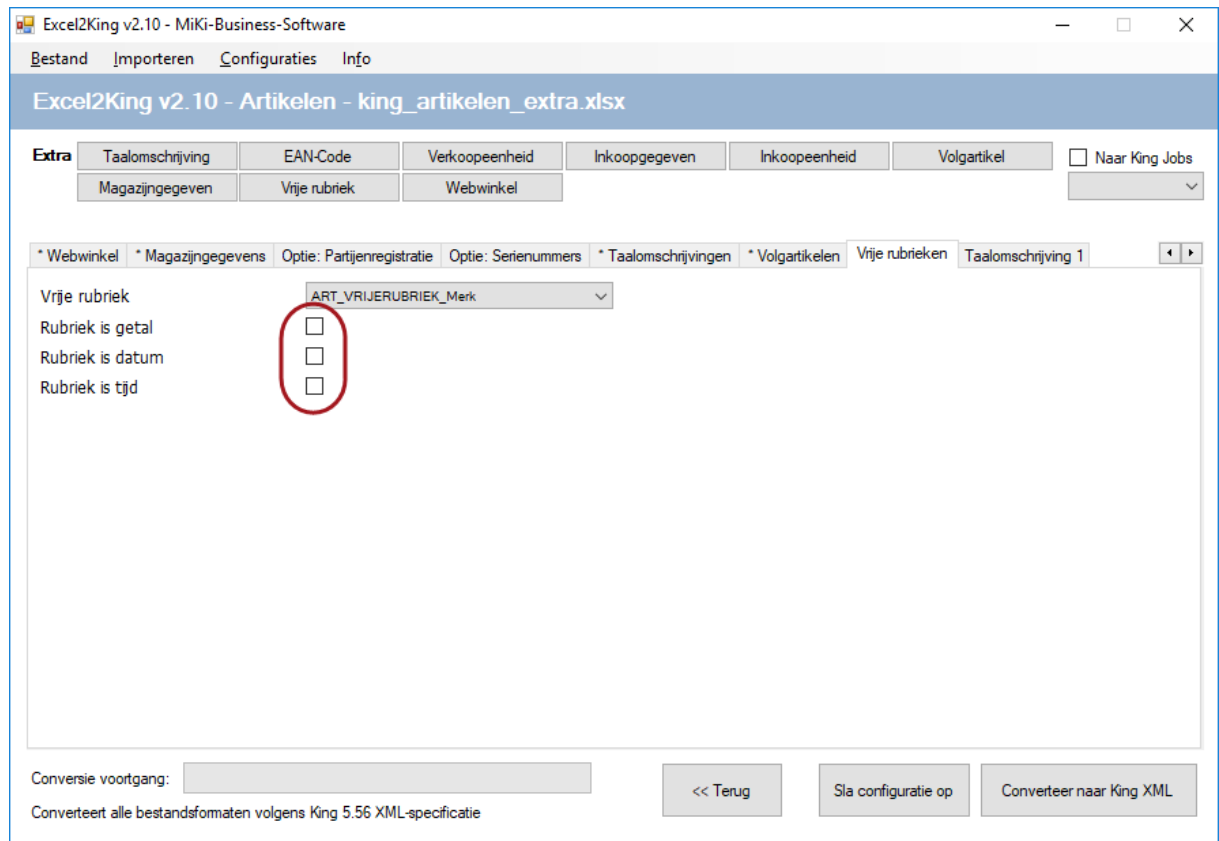 Excel2King v2.10 - MiKi-Business-Software
Bestand Importeren Configuraties Info
Excel2King v2.10 - Artikelen - king_artikelen_extra.xlsx
Extra Taalomschrijving EAN-Code Verkoopeenheid Inkoopgegeven Inkoopeenheid Volgartikel Naar King Jobs
Magazijngegeven Vrije rubriek Webwinkel
* Webwinkel * Magazijngegevens Optie: Partijenregistratie Optie: Serienummers * Taalomschrijvingen * Volgartikelen Vrije rubrieken Taalomschrijving 1
Vrije rubriek ART_VRIJERUBRIEK_Merk
Rubriek is getal
Rubriek is datum
Rubriek is tijd
Conversie voortgang: << Terug Sla configuratie op Converteer naar King XML
Converteert alle bestandsformaten volgens King 5.56 XML-specificatie